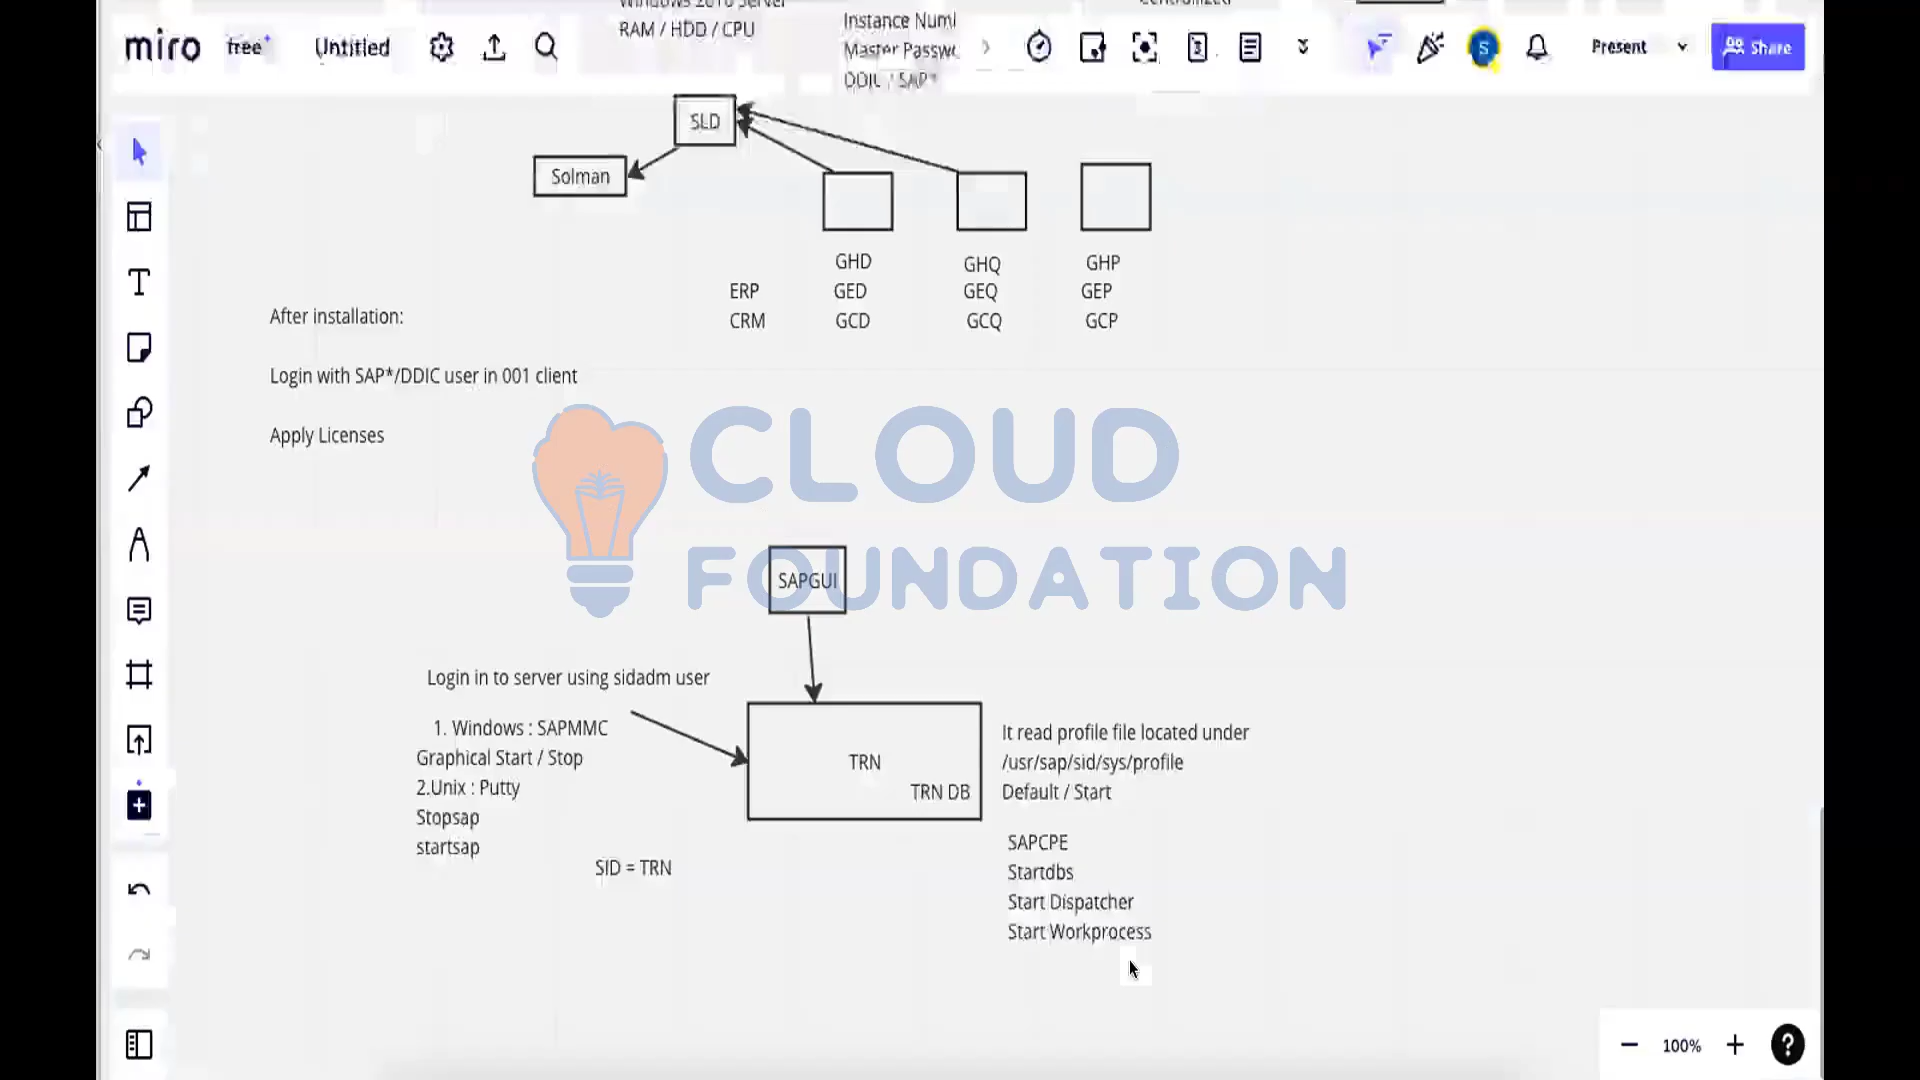 RAM / HDD / CPU
Instance Numl
Master Passwc
miro
free
Untitled
S
Present
Share
SLD
Solman
GHD
GHQ
GHP
ERP
GED
GEQ
GEP
CRM
GCD
GCQ
GCP
After installation:
Login with SAP*/DDIC user in 001 client
Apply Licenses
CLOUD
FOUNDATION
SAPGUI
Login in to server using sidadm user
1. Windows : SAPMMC
Graphical Start / Stop
2.Unix : Putty
Stopsap
startsap
SID = TRN
TRN
TRN DB
It read profile file located under
/usr/sap/sid/sys/profile
Default / Start
SAPCPE
Startdbs
Start Dispatcher
Start Workprocess
100%